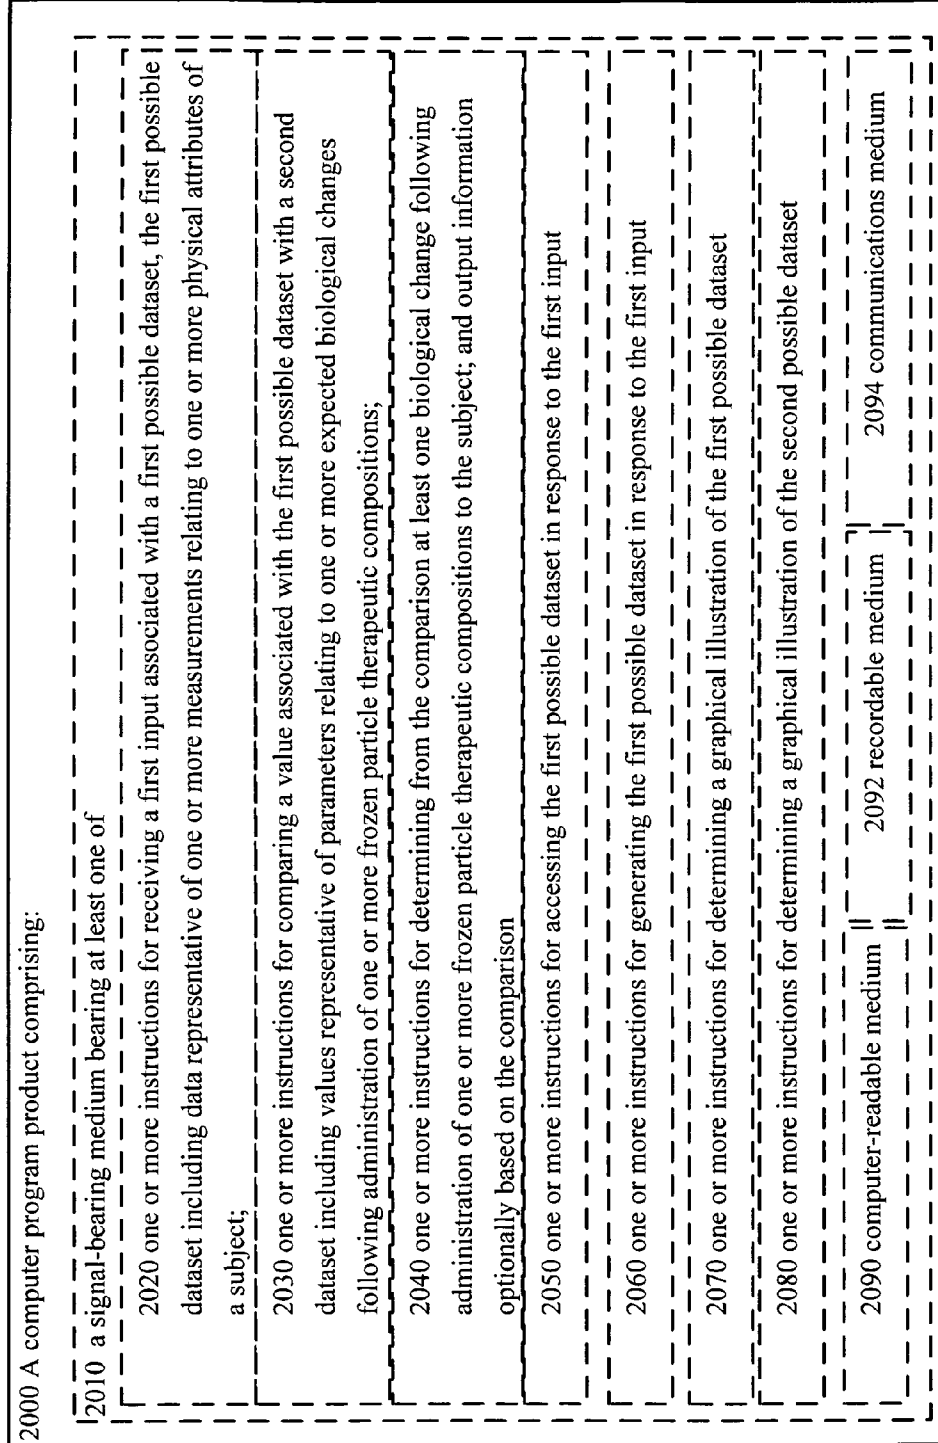 2000 A computer program product comprising:
2010 a signal-bearing medium bearing at least one of
2020 one or more instructions for receiving a first input associated with a first possible dataset, the first possible
dataset including data representative of one or more measurements relating to one or more physical attributes of
a subject;
2030 one or more instructions for comparing a value associated with the first possible dataset with a second
dataset including values representative of parameters relating to one or more expected biological changes
following administration of one or more frozen particle therapeutic compositions;
2040 one or more instructions for determining from the comparison at least one biological change following
administration of one or more frozen particle therapeutic compositions to the subject; and output information
optionally based on the comparison
2050 one or more instructions for accessing the first possible dataset in response to the first input
2060 one or more instructions for generating the first possible dataset in response to the first input
2070 one or more instructions for determining a graphical illustration of the first possible dataset
2080 one or more instructions for determining a graphical illustration of the second possible dataset
2090 computer-readable medium
2092 recordable medium
2094 communications medium